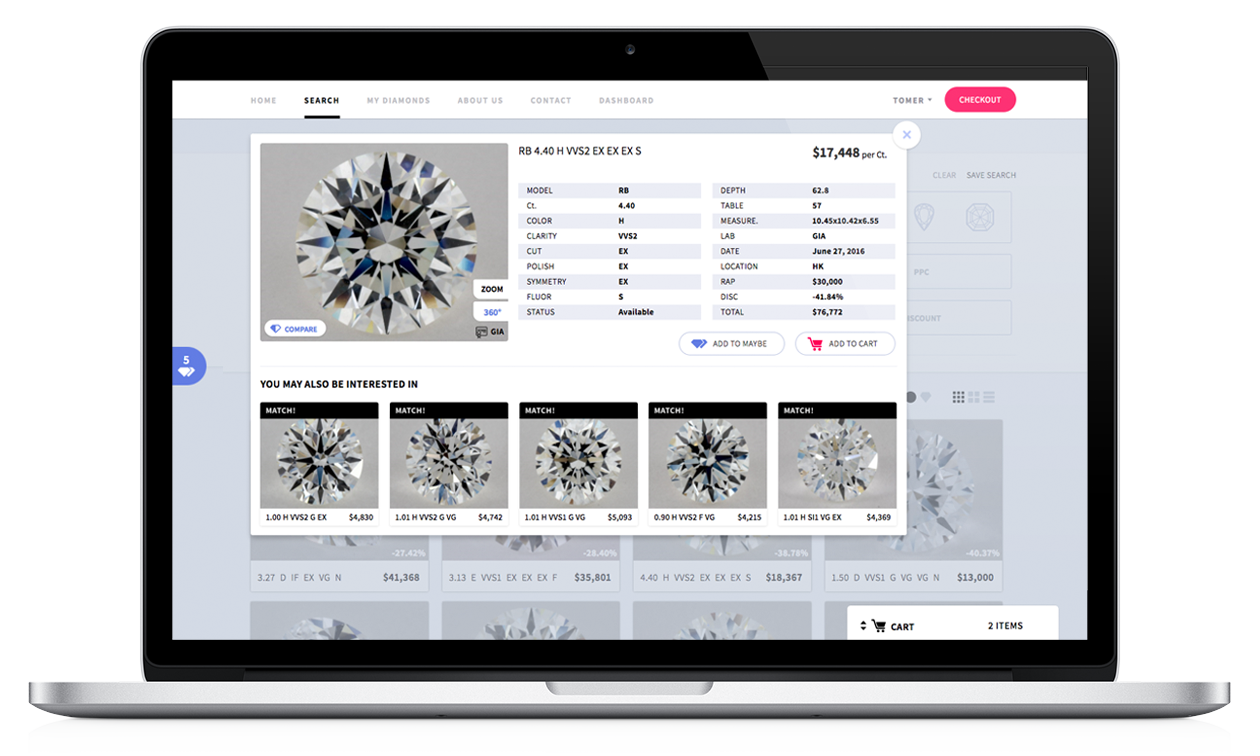 HOME SEARCH MY DIAMONDS ABOUT US CONTACT DASHBOARD TOMER CHECKOUT
RB 4.40 H VVS2 EX EX EX S
$17,448 per Ct.
CLEAR SAVE SEARCH
MODEL RB
Ct. 4.40
COLOR H
CLARITY VVS2
CUT EX
POLISH EX
SYMMETRY EX
FLUOR S
STATUS Available
DEPTH 62.8
TABLE 57
MEASURE. 10.45x10.42x6.55
LAB GIA
DATE June 27, 2016
LOCATION HK
RAP $30,000
DISC -41.84%
TOTAL $76,772
PPC
ZOOM
360°
COMPARE
GIA
ADD TO MAYBE
ADD TO CART
5
YOU MAY ALSO BE INTERESTED IN
MATCH! MATCH! MATCH! MATCH! MATCH!
1.00 H VVS2 G EX $4,830
1.01 H VVS2 G VG $4,742
1.01 H VVS1 G VG $5,093
0.90 H VVS2 F VG $4,215
1.01 H SI1 VG EX $4,369
-27.42% -28.40% -38.78% -40.37%
3.27 D IF EX VG N $41,368
3.13 E VVS1 EX EX EX F $35,801
4.40 H VVS2 EX EX EX S $18,367
1.50 D VVS1 G VG VG N $13,000
CART 2 ITEMS